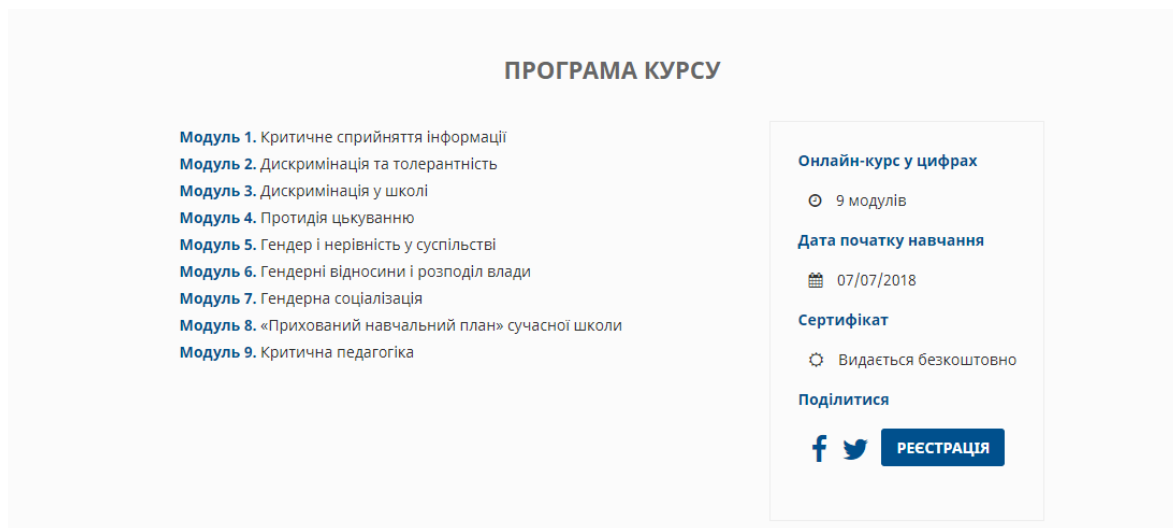 ПРОГРАМА КУРСУ
Модуль 1. Критичне сприйняття інформації
Модуль 2. Дискримінація та толерантність
Модуль 3. Дискримінація у школі
Модуль 4. Протидія цькуванню
Модуль 5. Гендер і нерівність у суспільстві
Модуль 6. Гендерні відносини і розподіл влади
Модуль 7. Гендерна соціалізація
Модуль 8. «Прихований навчальний план» сучасної школи
Модуль 9. Критична педагогіка
Онлайн-курс у цифрах
9 модулів
Дата початку навчання
07/07/2018
Сертифікат
Видається безкоштовно
Поділитися
РЕЄСТРАЦІЯ